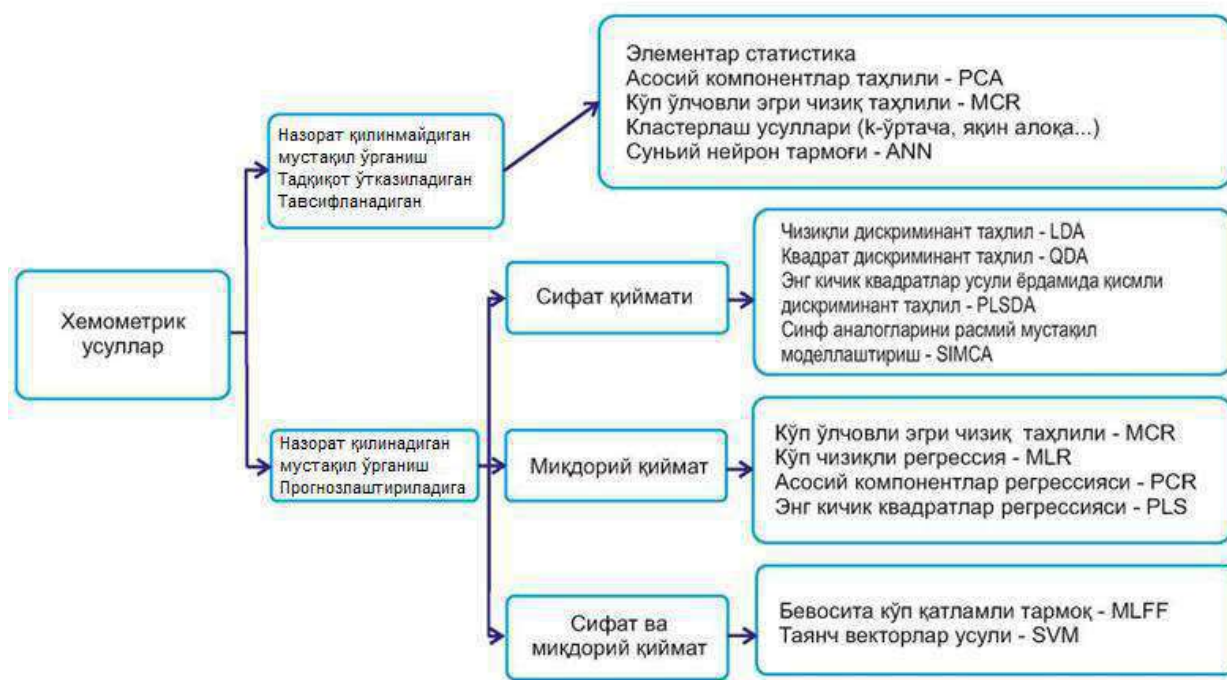 Хемометрик
усуллар
Назорат қилинмайдиган
мустақил ўрганиш
Тадқиқот ўтказиладиган
Тавсифланадиган
Элементар статистика
Асосий компонентлар таҳлили - PCA
Кўп ўлчовли эгри чизиқ таҳлили - MCR
Кластерлаш усуллари (k-ўртача, яқин алоқа...)
Суньий нейрон тармоғи - ANN
Назорат қилинадиган
мустақил ўрганиш
Прогнозлаштириладига
Сифат қиймати
Чизиқли дискриминант таҳлил - LDA
Квадрат дискриминант таҳлил - QDA
Энг кичик квадратлар усули ёрдамида қисмли
дискриминант таҳлил - PLSDA
Синф аналогларини расмий мустақил
моделлаштириш - SIMCA
Миқдорий қиймат
Кўп ўлчовли эгри чизиқ таҳлили - MCR
Кўп чизиқли регрессия - MLR
Асосий компонентлар регрессияси - PCR
Энг кичик квадратлар регрессияси - PLS
Сифат ва
миқдорий қиймат
Бевосита кўп қатламли тармоқ - MLFF
Таянч векторлар усули - SVM